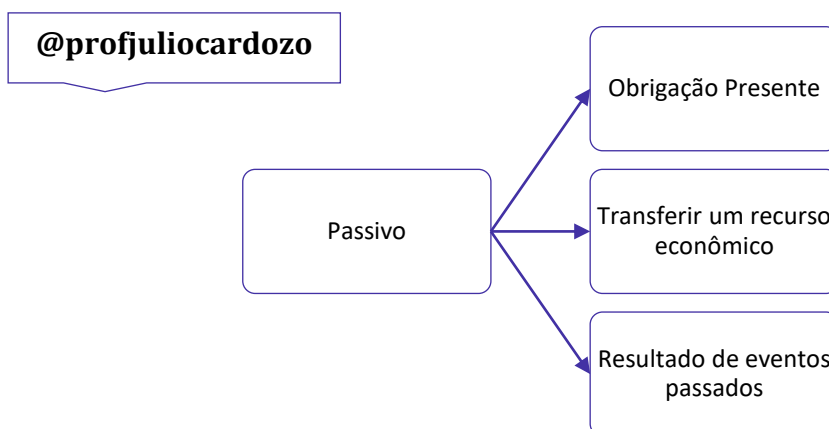 @profjuliocardozo
Obrigação Presente
Passivo
Transferir um recurso
econômico
Resultado de eventos
passados